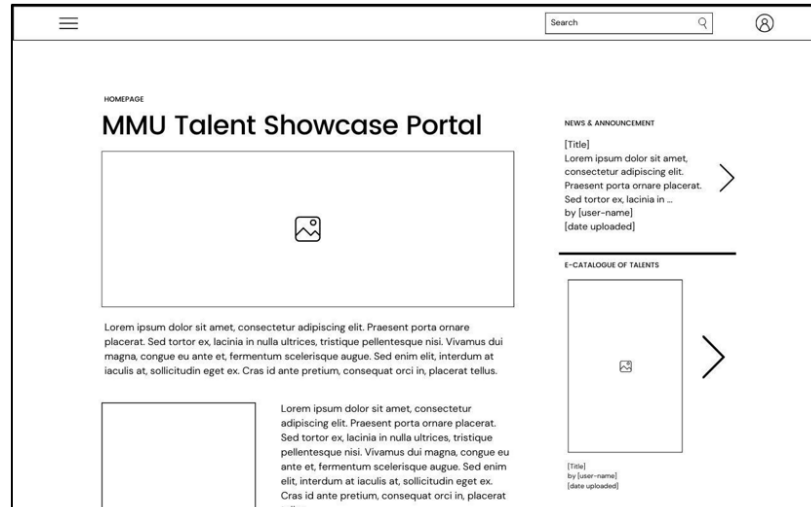 Search
HOMEPAGE
MMU Talent Showcase Portal
Lorem ipsum dolor sit amet, consectetur adipiscing elit. Praesent porta ornare
placerat. Sed tortor ex, lacinia in nulla ultrices, tristique pellentesque nisi. Vivamus dui
magna, congue eu ante et, fermentum scelerisque augue. Sed enim elit, interdum at
iaculis at, sollicitudin eget ex. Cras id ante pretium, consequat orci in, placerat tellus.
Lorem ipsum dolor sit amet, consectetur
adipiscing elit. Praesent porta ornare placerat.
Sed tortor ex, lacinia in nulla ultrices, tristique
pellentesque nisi. Vivamus dui magna, congue eu
ante et, fermentum scelerisque augue. Sed enim
elit, interdum at iaculis at, sollicitudin eget ex.
Cras id ante pretium, consequat orci in, placerat
NEWS & ANNOUNCEMENT
[Title]
Lorem ipsum dolor sit amet,
consectetur adipiscing elit.
Praesent porta ornare placerat.
Sed tortor ex, lacinia in ...
by [user-name]
[date uploaded]
E-CATALOGUE OF TALENTS
[Title]
by [user-name]
[date uploaded]